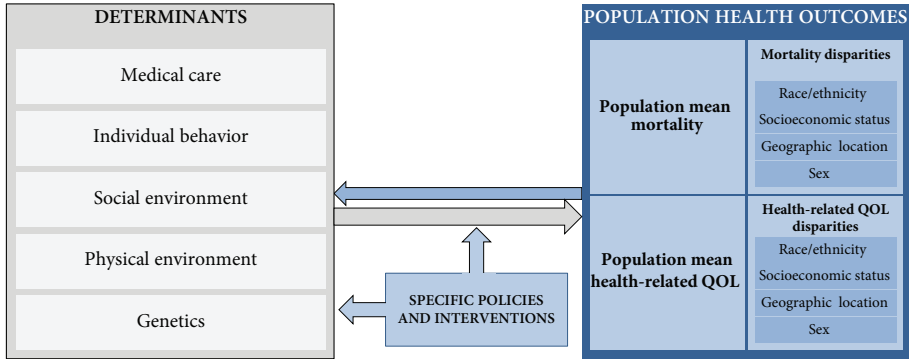 DETERMINANTS
Medical care
Individual behavior
Social environment
Physical environment
Genetics
SPECIFIC POLICIES
AND INTERVENTIONS
POPULATION HEALTH OUTCOMES
Population mean
mortality
Mortality disparities
Race/ethnicity
Socioeconomic status
Geographic location
Sex
Population mean
health-related QOL
Health-related QOL
disparities
Race/ethnicity
Socioeconomic status
Geographic location
Sex